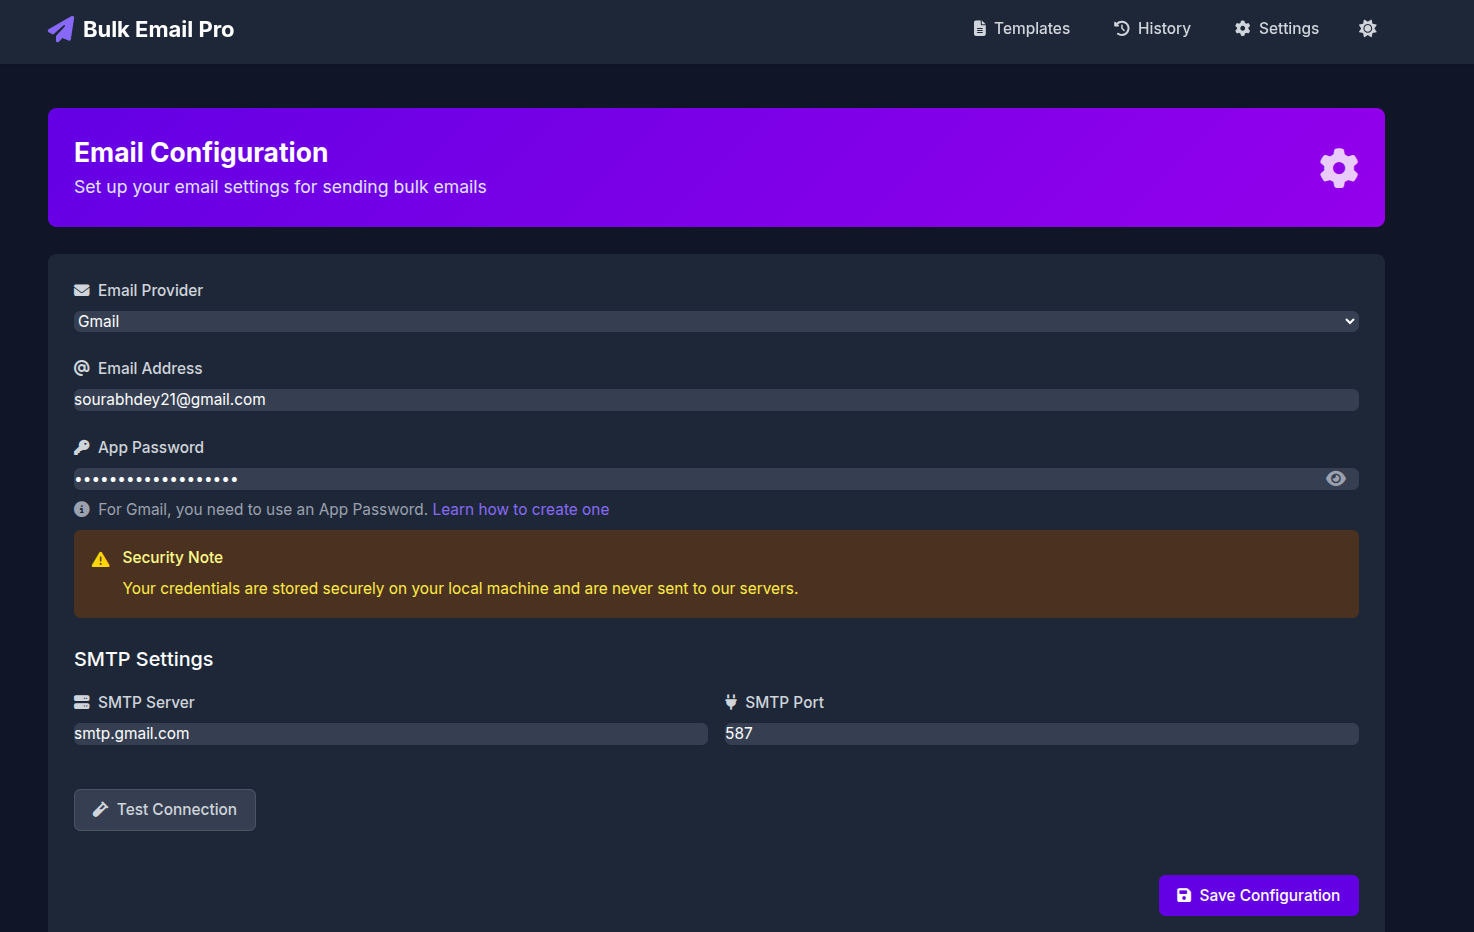 Bulk Email Pro
Templates
History
Settings
Email Configuration
Set up your email settings for sending bulk emails
Email Provider
Gmail
Email Address
sourabhdey21@gmail.com
App Password
•••••••••••••••••••
For Gmail, you need to use an App Password. Learn how to create one
Security Note
Your credentials are stored securely on your local machine and are never sent to our servers.
SMTP Settings
SMTP Server
SMTP Port
smtp.gmail.com
587
Test Connection
Save Configuration